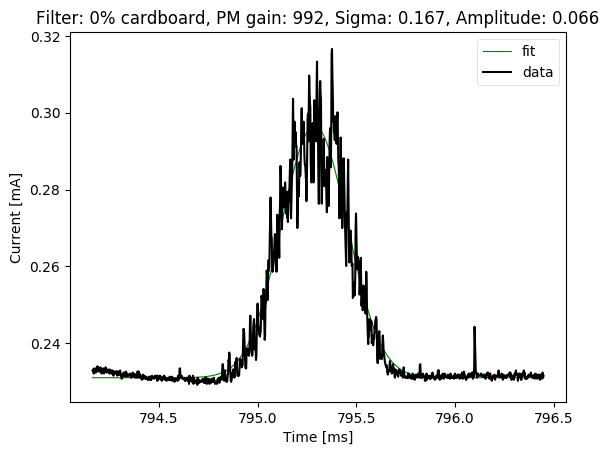 Filter: 0% cardboard, PM gain: 992, Sigma: 0.167, Amplitude: 0.066
0.32
0.30
0.28
0.26
0.24
Current [mA]
fit
data
794.5 795.0 795.5 796.0 796.5
Time [ms]